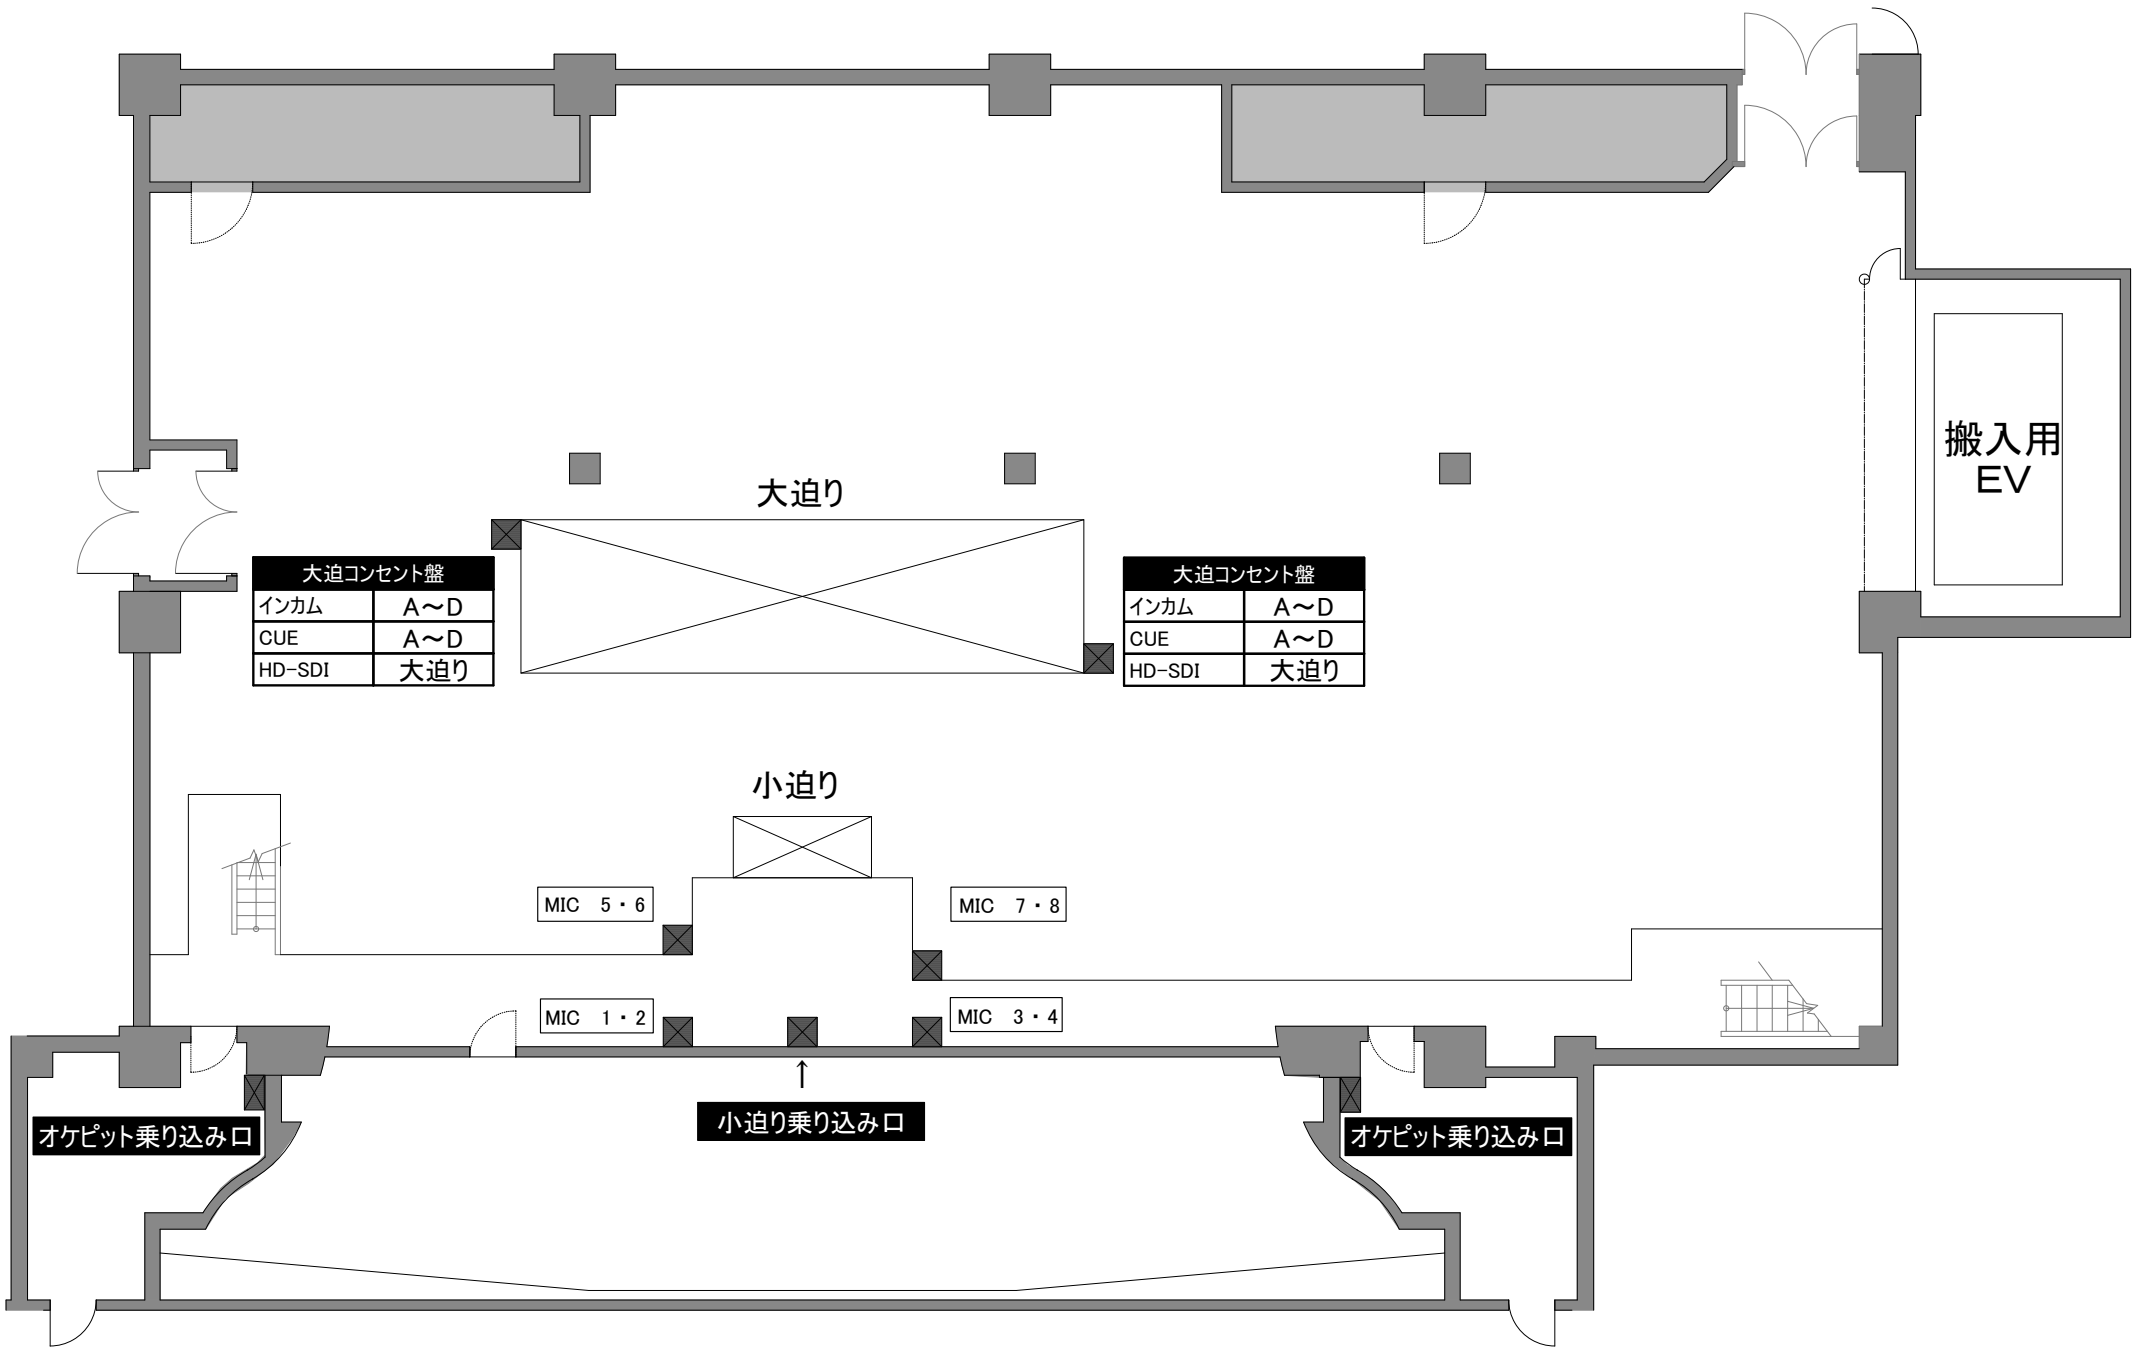 搬入用
EV
大迫り
大迫コンセント盤
インカム A～D
CUE A～D
HD-SDI 大迫り
大迫コンセント盤
インカム A～D
CUE A～D
HD-SDI 大迫り
小迫り
MIC 5・6
MIC 7・8
MIC 1・2
MIC 3・4
↑
小迫り乗り込み口
オケピット乗り込み口
オケピット乗り込み口